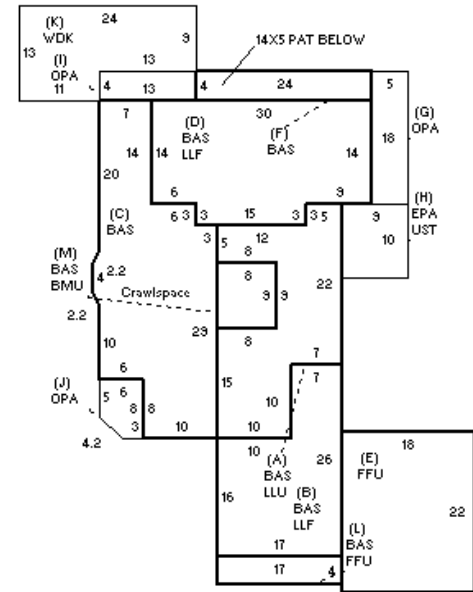 (K)
WDK
24
9
13
13
(I)
OPA
11
4
13
14X5 PAT BELOW
4
24
5
(G)
OPA
18
7
30
(D)
BAS
LLF
(F)
BAS
14
14
14
20
6
9
(H)
EPA
UST
9
10
6
3
3
15
3
3
5
(C)
BAS
3
5
12
8
8
(M)
BAS
BMU
4
2.2
Crawlspace
9
9
22
2.2
29
10
8
6
7
7
(J)
OPA
5
6
8
8
15
10
3
10
10
4.2
10
(A)
BAS
LLU
26
(B)
BAS
LLF
18
(E)
FFU
22
16
(L)
BAS
FFU
17
17
4